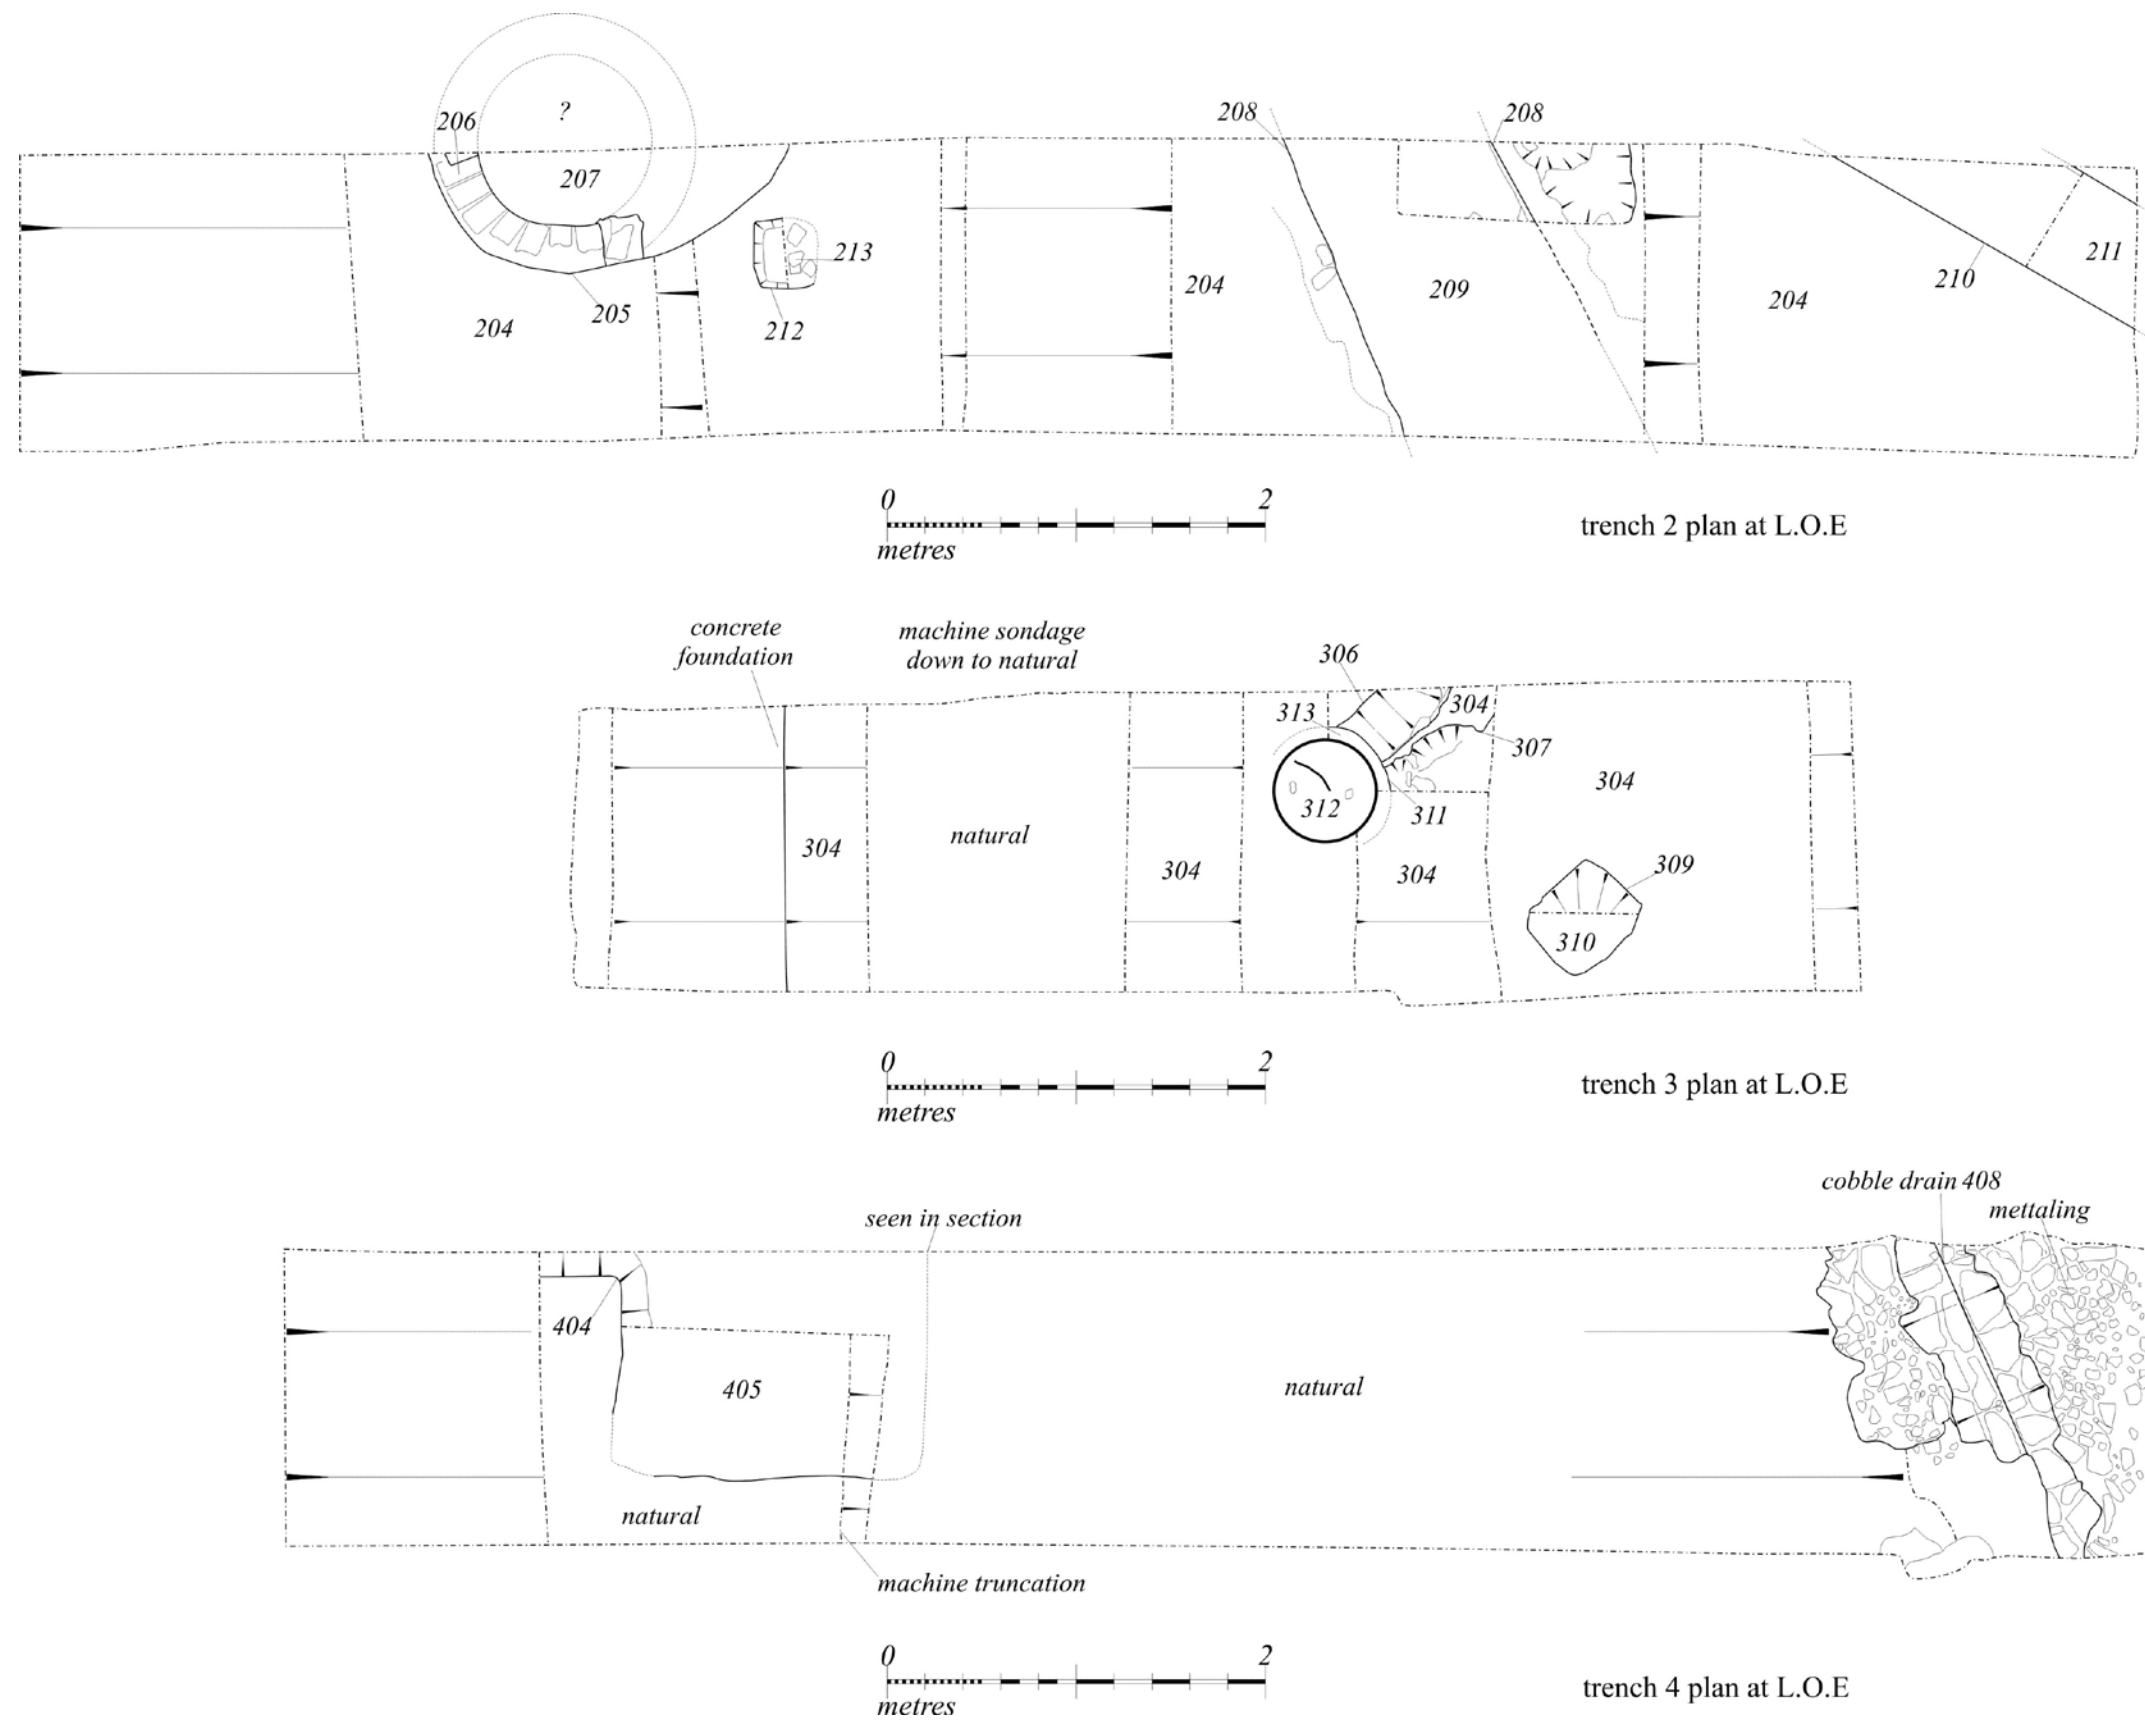 ?
206
208
208
207
213
211
210
204
209
204
205
204
212
0 2
metres
trench 2 plan at L.O.E
concrete
foundation
machine sondage
down to natural
306
304
313
307
304
312
311
natural
304
304
304
309
310
0 2
metres
trench 3 plan at L.O.E
cobble drain 408
mettaling
seen in section
404
405
natural
natural
machine truncation
0 2
metres
trench 4 plan at L.O.E